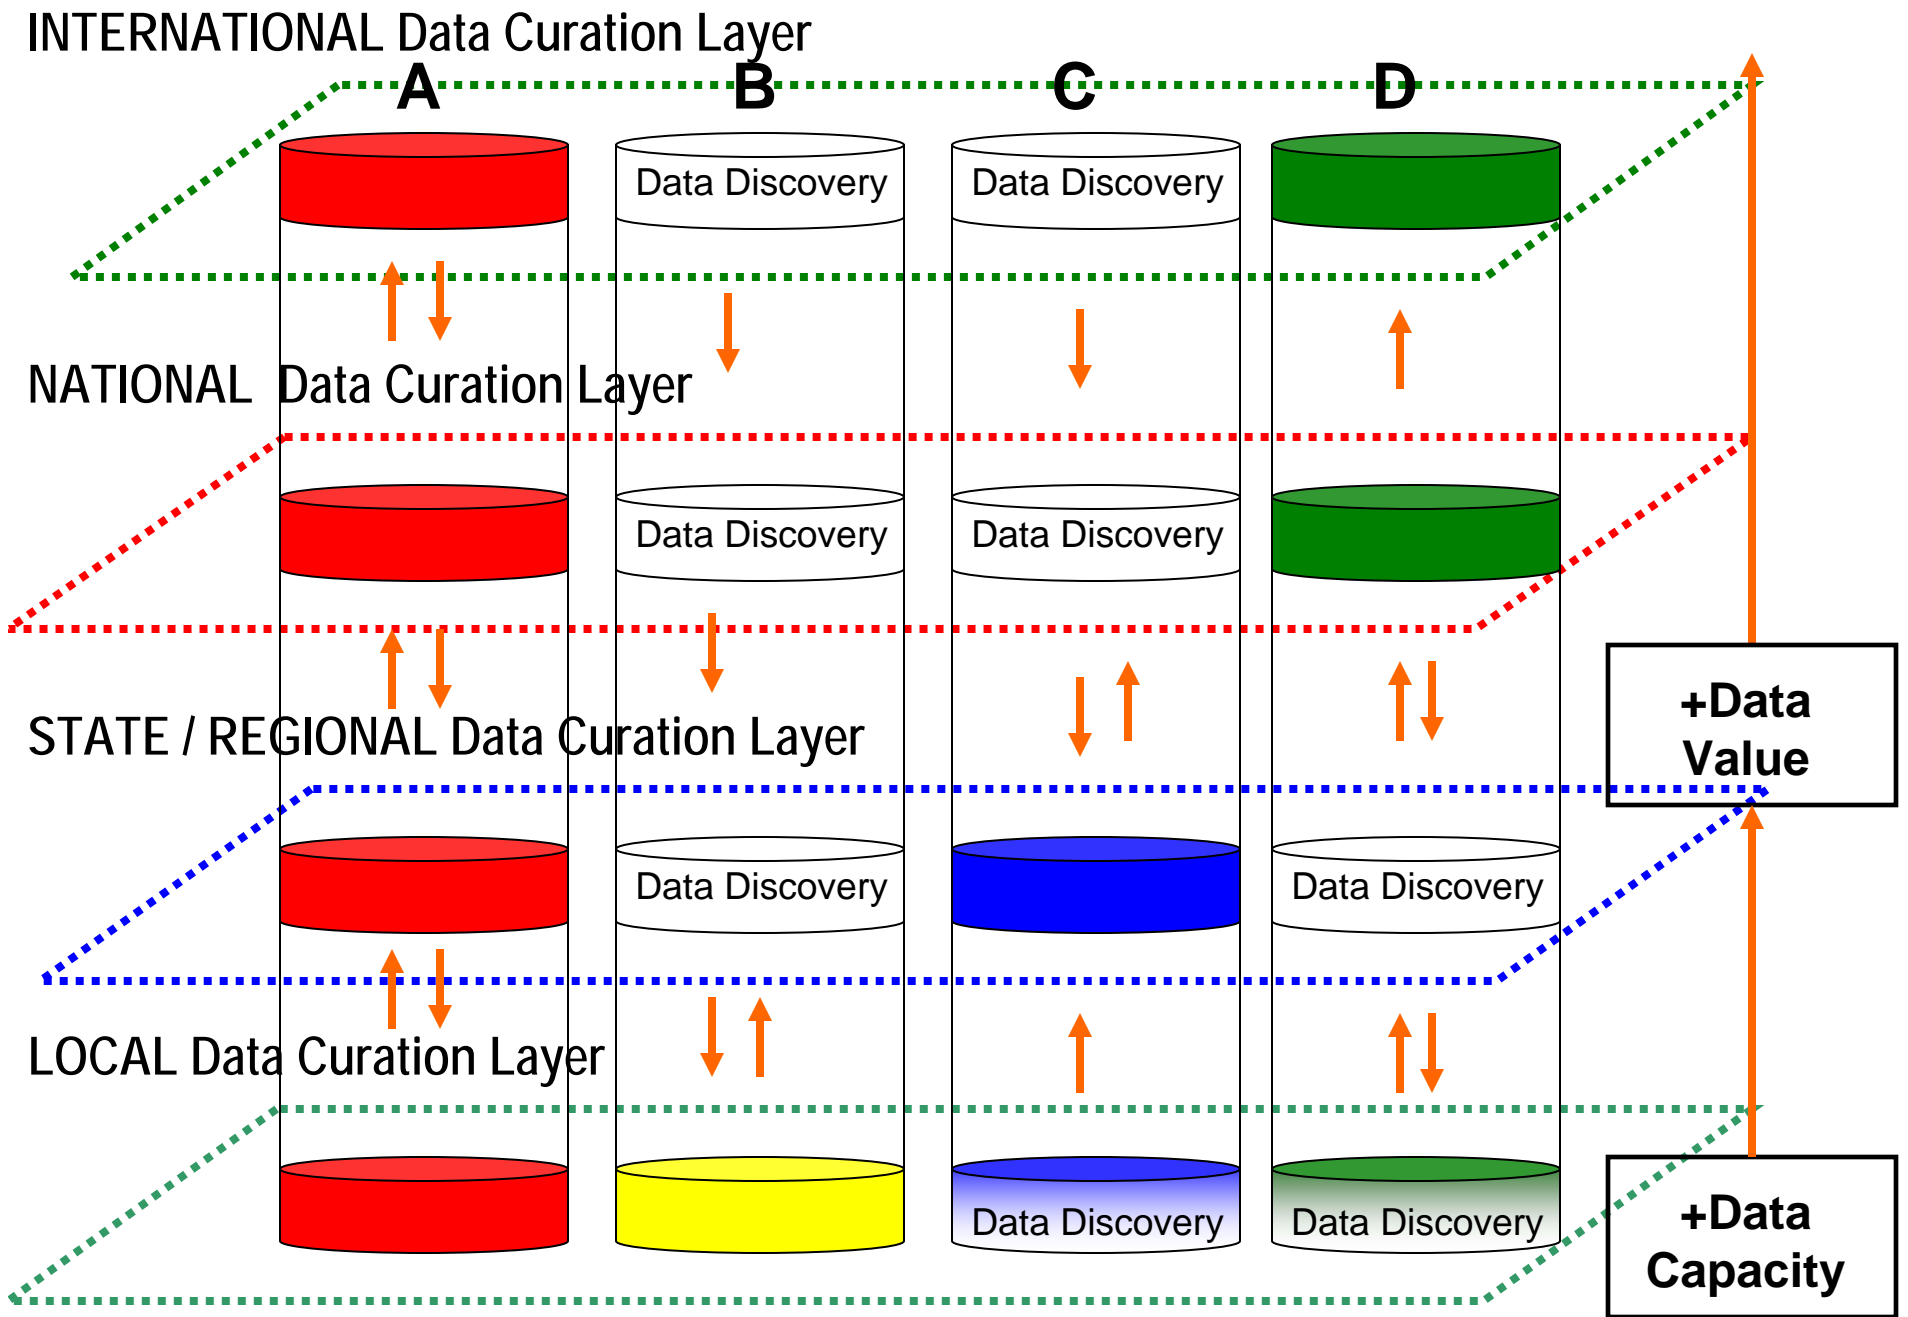 INTERNATIONAL Data Curation Layer
A B C D
Data Discovery Data Discovery
NATIONAL Data Curation Layer
Data Discovery Data Discovery
STATE / REGIONAL Data Curation Layer
+Data
Value
Data Discovery Data Discovery
LOCAL Data Curation Layer
Data Discovery Data Discovery
+Data
Capacity